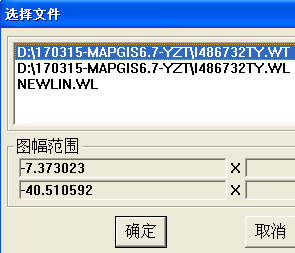 选择文件
D:\170315-MAPGIS6.7-YZT\I486732TY.WT
D:\170315-MAPGIS6.7-YZT\I486732TY.WL
NEWLIN.WL
图幅范围
-7.373023 X
-40.510592 X
确定 取消